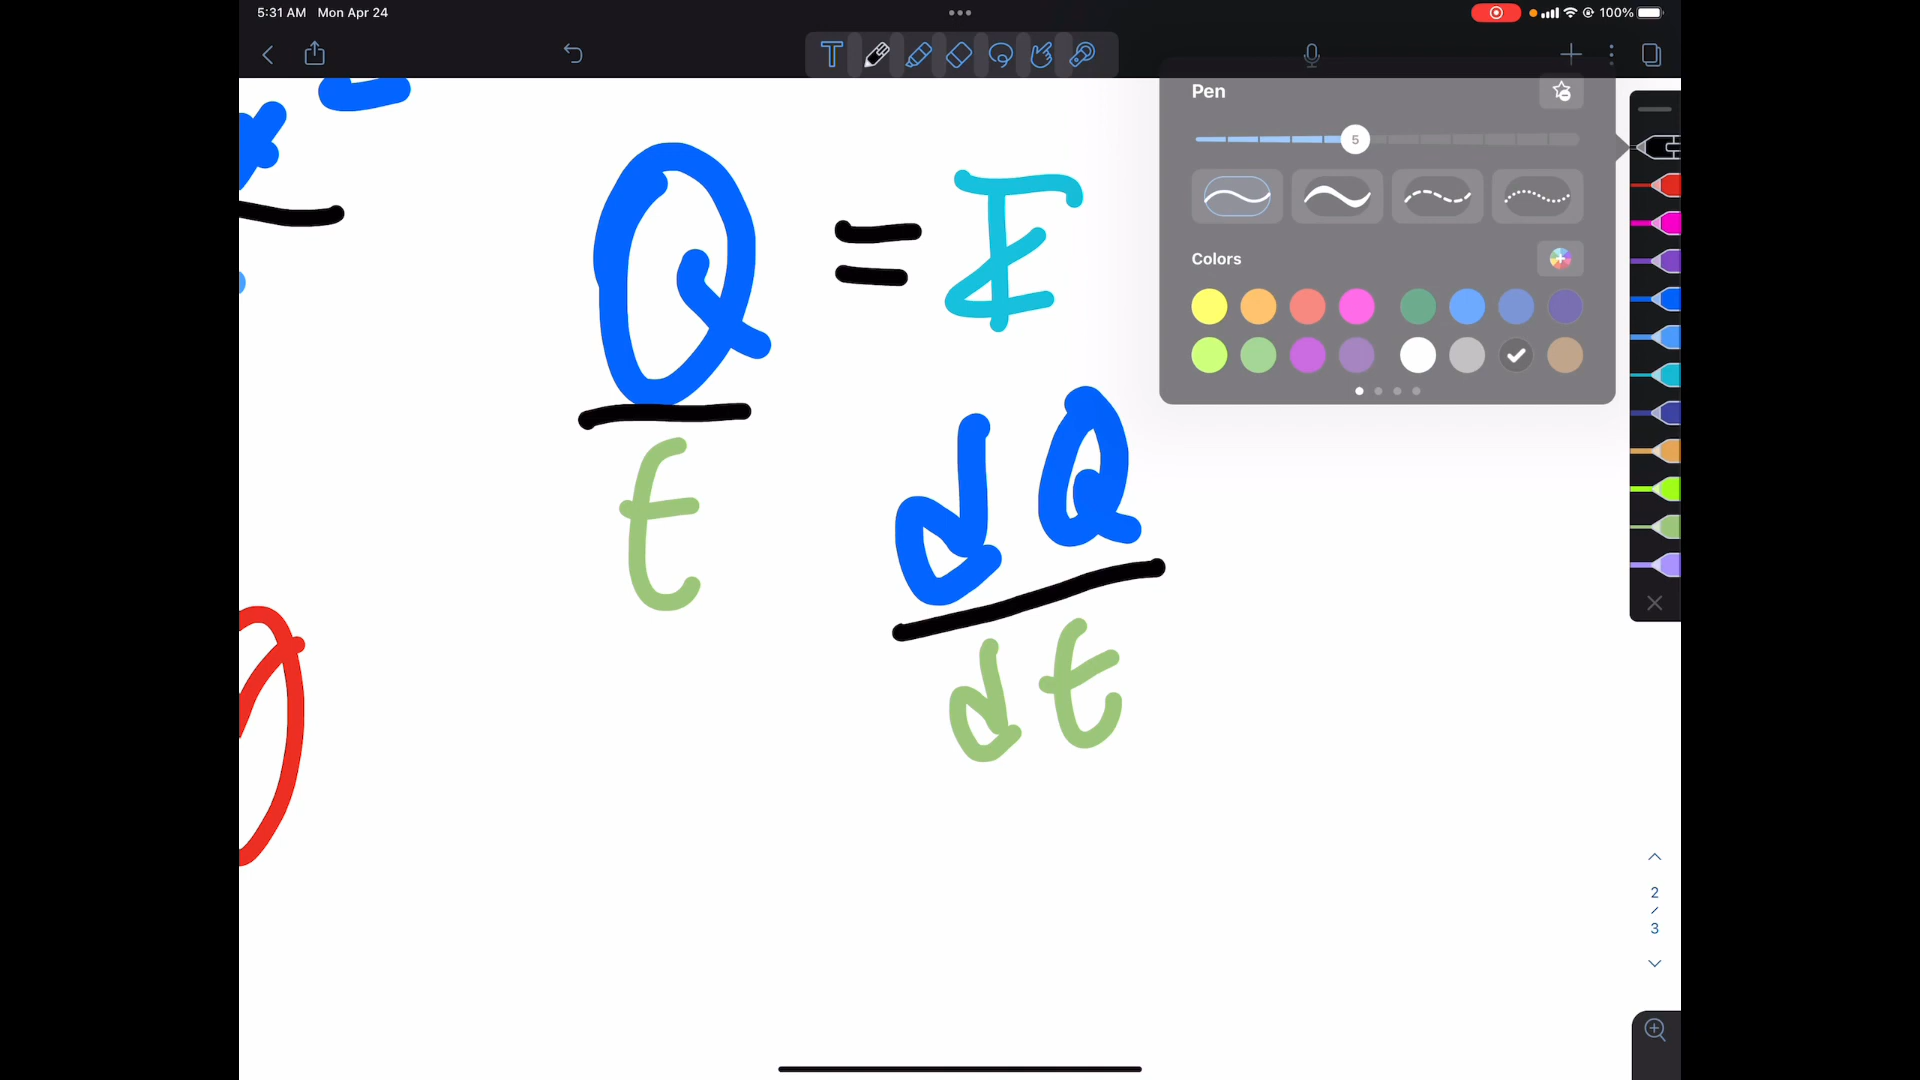 5:31 AM Mon Apr 24
100%
T
Pen
5
Colors
Q = I
t
dQ
dt
2
/
3